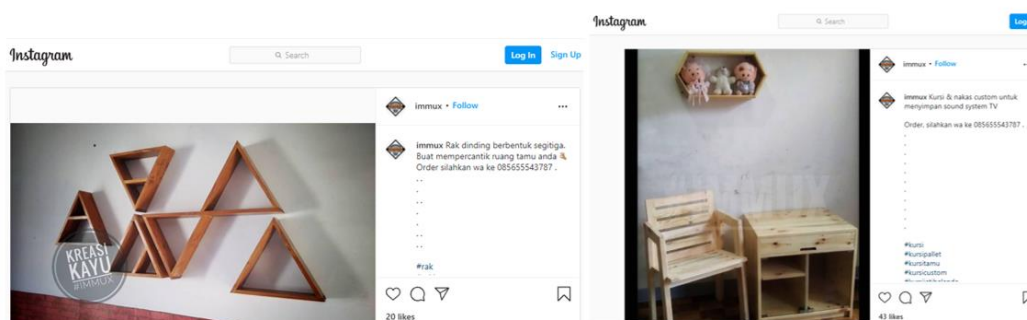 Instagram
Search
Log In
Sign Up
immux • Follow
immux Rak dinding berbentuk segitiga.
Buat mempercantik ruang tamu anda
Order silahkan wa ke 085655543787 .
. .
. .
.
.
. .
. .
#rak
20 likes
KREASI
KAYU
#IMMUX
Instagram
Search
Log
immux • Follow
immux Kursi & nakas custom untuk
menyimpan sound system TV
Order, silahkan wa ke 085655543787 .
.
.
.
.
.
.
.
.
.
#kursi
#kursipallet
#kursitamu
#kursicustom
43 likes